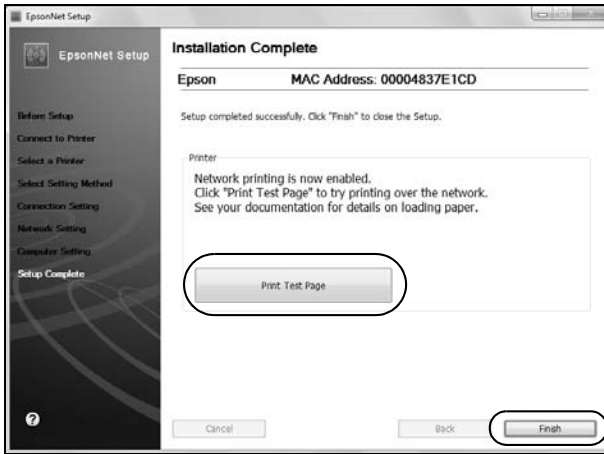 EpsonNet Setup
EpsonNet Setup
Before Setup
Connect to Printer
Select a Printer
Select Setting Method
Connection Setting
Network Setting
Computer Setting
Setup Complete
Installation Complete
Epson MAC Address: 00004837E1CD
Setup completed successfully. Click "Finish" to close the Setup.
Printer
Network printing is now enabled.
Click "Print Test Page" to try printing over the network.
See your documentation for details on loading paper.
Print Test Page
?
Cancel Back Finish